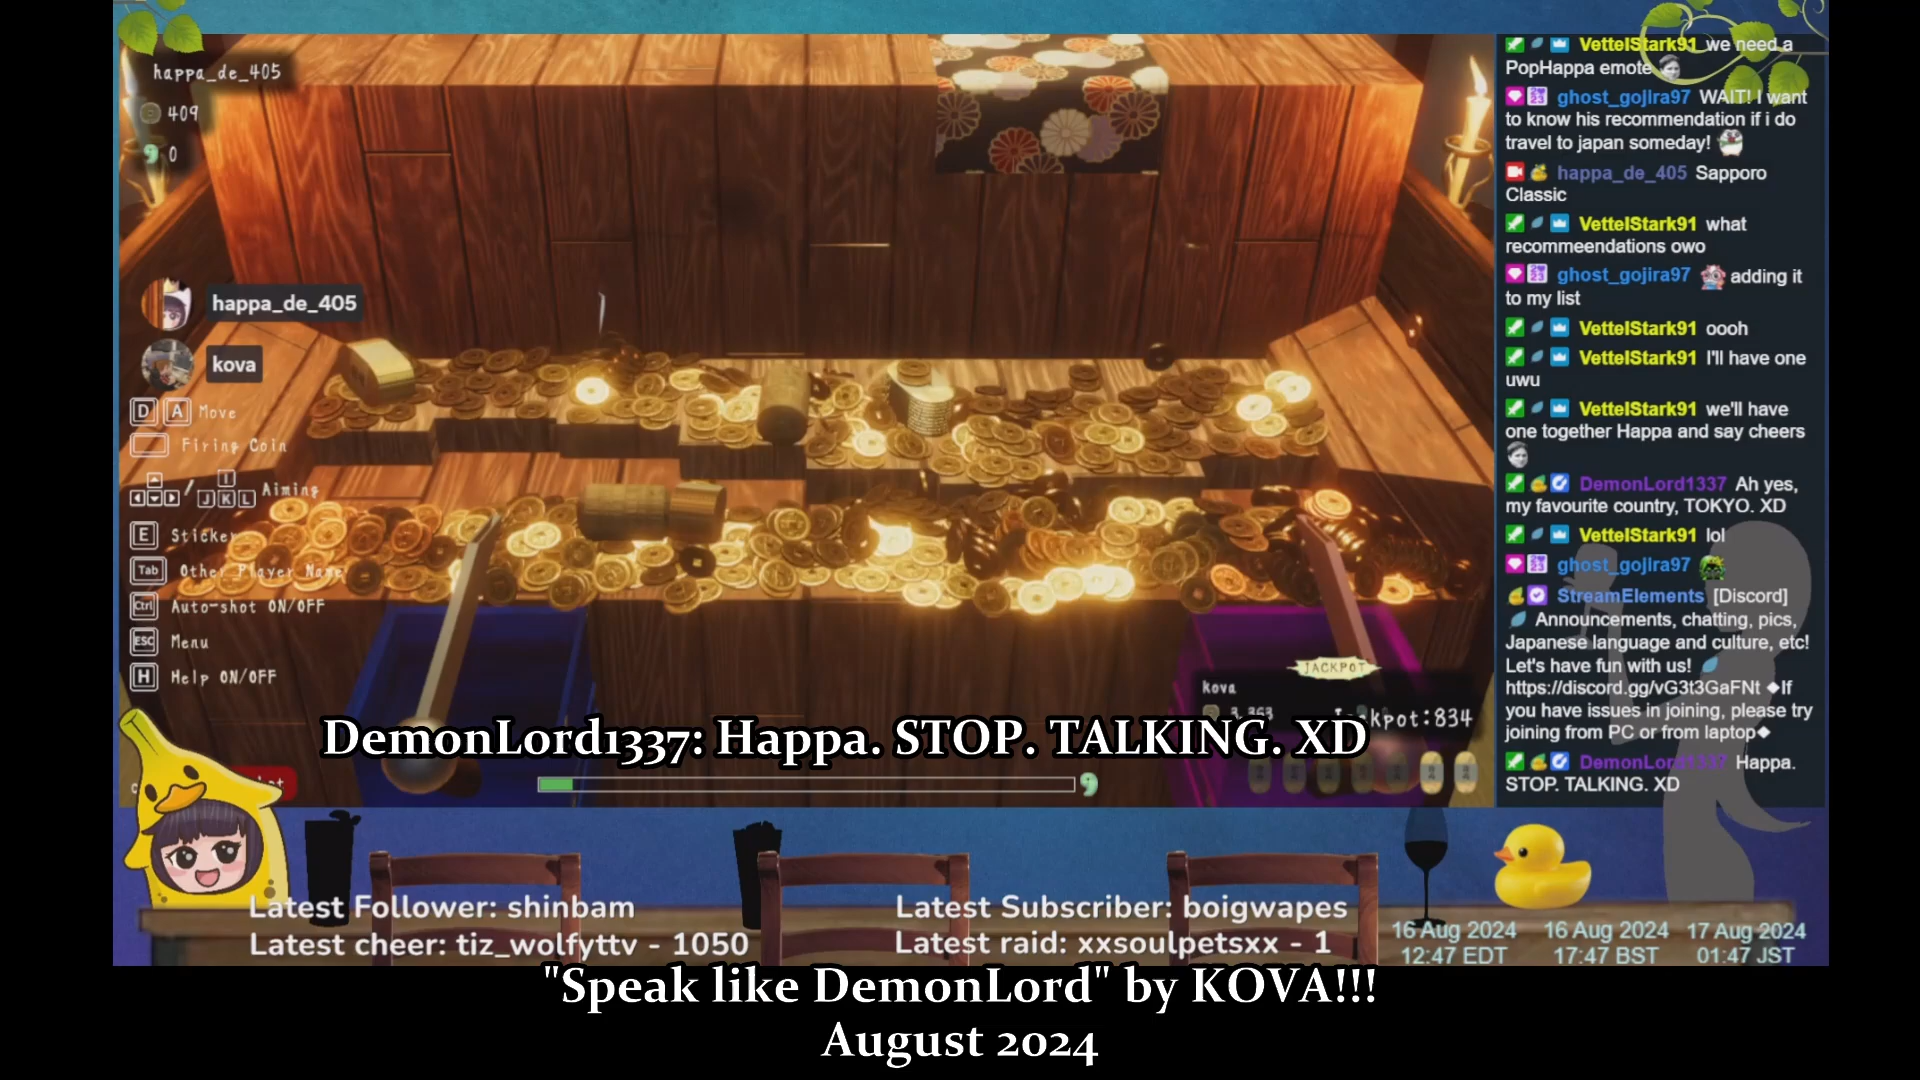 happa_de_405
409
0
happa_de_405
kova
D A Move
Firing Coin
/ I J K L Aiming
E Sticker
Tab Other Player Name
Ctrl Auto-shot ON/OFF
ESC Menu
H Help ON/OFF
JACKPOT
kova
3,363
kpot:834
DemonLord1337: Happa. STOP. TALKING. XD
VettelStark91 we need a
PopHappa emote
ghost_gojira97 WAIT! I want
to know his recommendation if i do
travel to japan someday!
happa_de_405 Sapporo
Classic
VettelStark91 what
recommeendations owo
ghost_gojira97 adding it
to my list
VettelStark91 oooh
VettelStark91 I'll have one
uwu
VettelStark91 we'll have
one together Happa and say cheers
DemonLord1337 Ah yes,
my favourite country, TOKYO. XD
VettelStark91 lol
ghost_gojira97
StreamElements [Discord]
Announcements, chatting, pics,
Japanese language and culture, etc!
Let's have fun with us!
https://discord.gg/vG3t3GaFNt ◆If
you have issues in joining, please try
joining from PC or from laptop◆
DemonLord1337 Happa.
STOP. TALKING. XD
Latest Follower: shinbam
Latest cheer: tiz_wolfyttv - 1050
Latest Subscriber: boigwapes
Latest raid: xxsoulpetsxx - 1
16 Aug 2024
12:47 EDT
16 Aug 2024
17:47 BST
17 Aug 2024
01:47 JST
"Speak like DemonLord" by KOVA!!!
August 2024